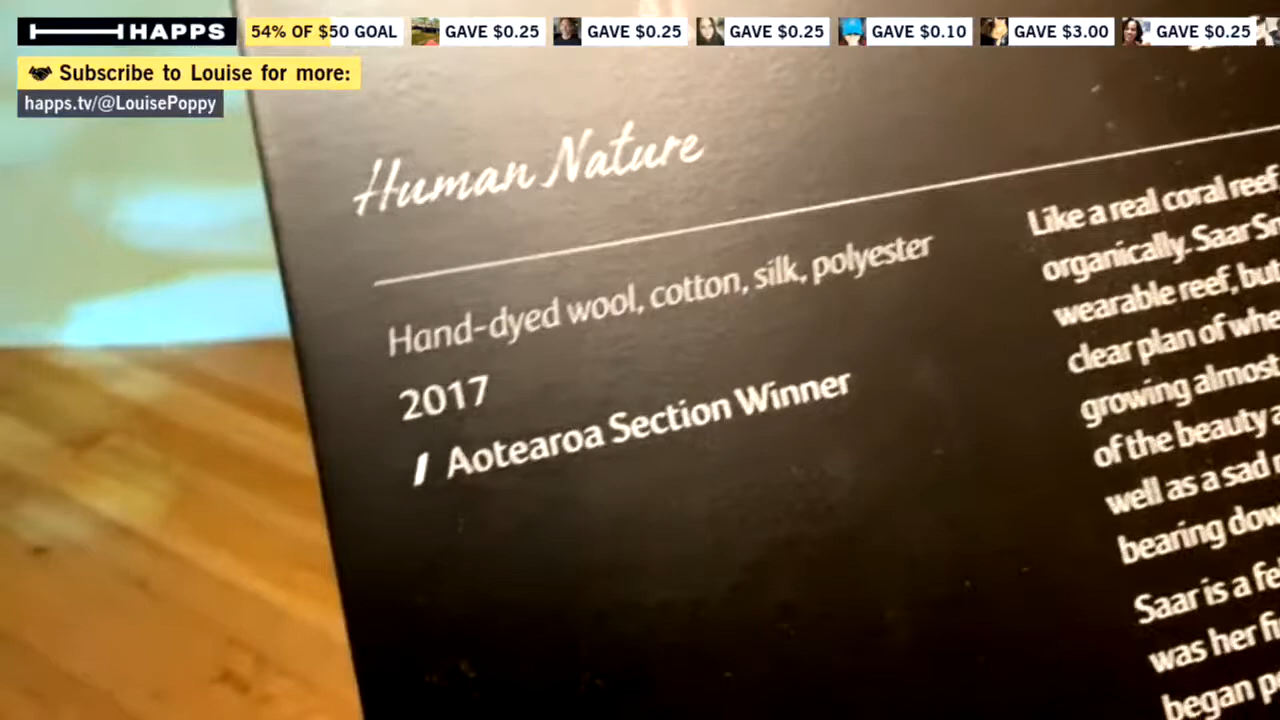 HAPPS
54% OF $50 GOAL
GAVE $0.25
GAVE $0.25
GAVE $0.25
GAVE $0.10
GAVE $3.00
GAVE $0.25
Subscribe to Louise for more:
happs.tv/@LouisePoppy
Human Nature
Hand-dyed wool, cotton, silk, polyester
2017
Aotearoa Section Winner
Like a real coral reef
organically. Saar
wearable reef, but
clear plan of
growing almost
of the beauty
well as a sad
bearing
Saar is a
was her
began